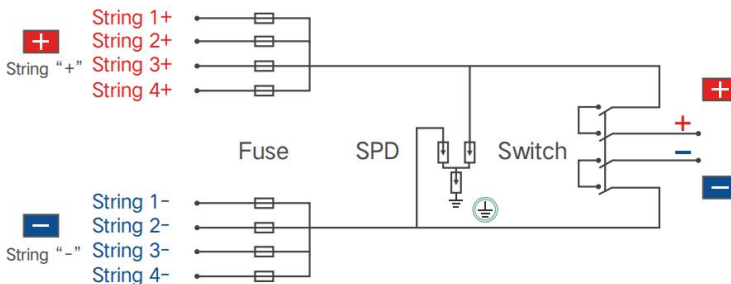 String 1+
String 2+
String 3+
String 4+
+
String “+”
+
+
−
−
Fuse
SPD
Switch
String 1−
String 2−
String 3−
String 4−
−
String “−”